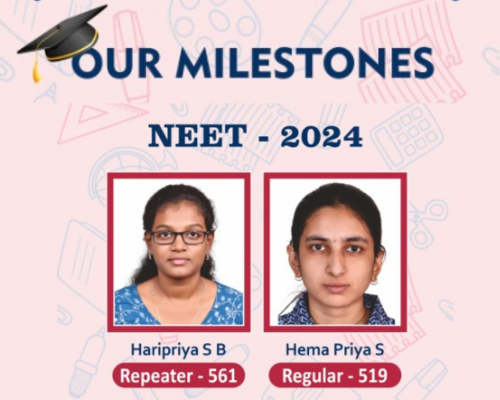 OUR MILESTONES
NEET - 2024
Haripriya S B
Hema Priya S
Repeater - 561
Regular - 519